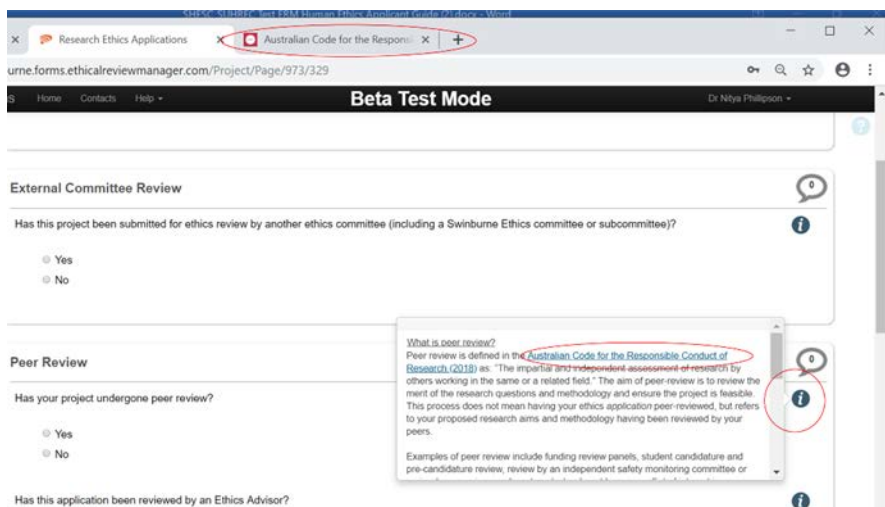 SHESC_SUHREC Test ERM Human Ethics Applicant Guide (2).docx - Word
Research Ethics Applications
Australian Code for the Respons
urne.forms.ethicalreviewmanager.com/Project/Page/973/329
Home Contacts Help
Beta Test Mode
Dr Nitya Phillipson
External Committee Review
0
Has this project been submitted for ethics review by another ethics committee (including a Swinburne Ethics committee or subcommittee)?
Yes
No
What is peer review?
Peer review is defined in the Australian Code for the Responsible Conduct of
Research (2018) as: "The impartial and independent assessment of research by
others working in the same or a related field." The aim of peer-review is to review the
merit of the research questions and methodology and ensure the project is feasible.
This process does not mean having your ethics application peer-reviewed, but refers
to your proposed research aims and methodology having been reviewed by your
peers.
Examples of peer review include funding review panels, student candidature and
pre-candidature review, review by an independent safety monitoring committee or
Peer Review
0
Has your project undergone peer review?
Yes
No
Has this application been reviewed by an Ethics Advisor?